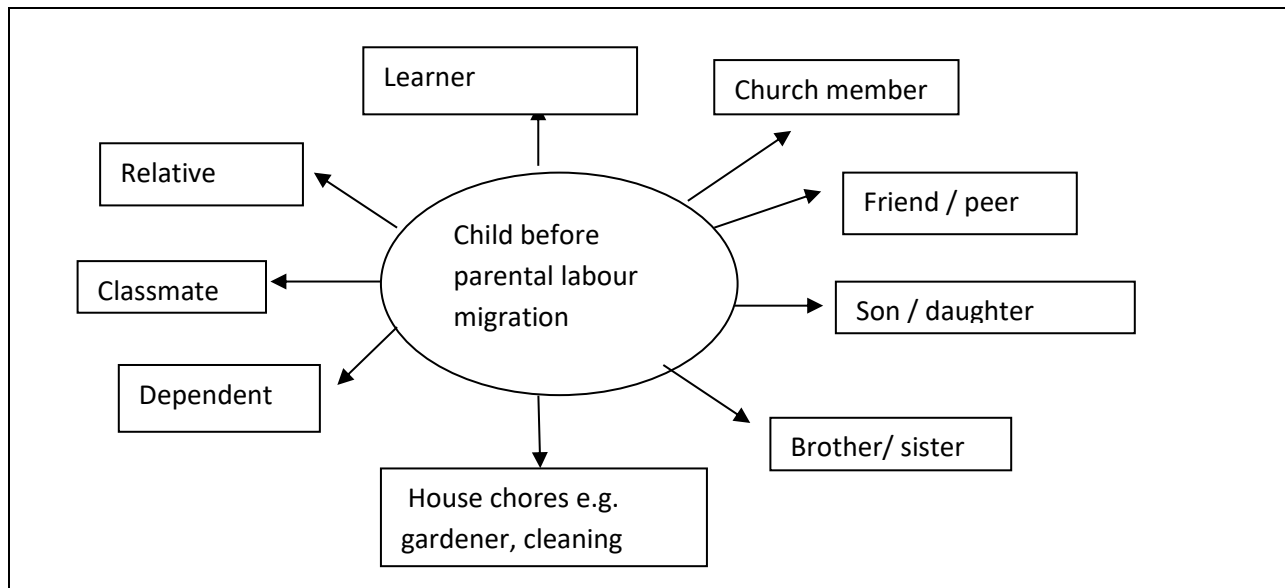 Learner
Church member
Relative
Friend / peer
Child before
parental labour
migration
Classmate
Son / daughter
Dependent
Brother/ sister
House chores e.g.
gardener, cleaning